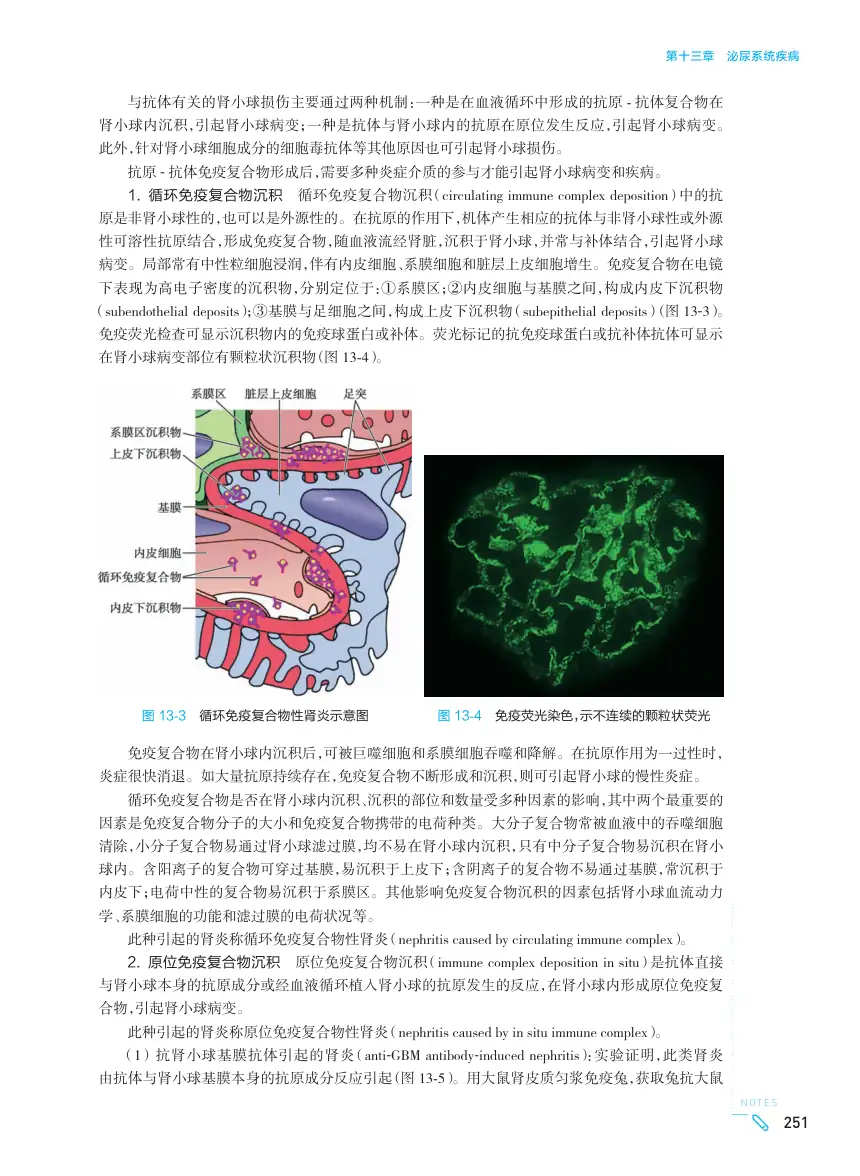 第十三章 泌尿系统疾病
与抗体有关的肾小球损伤主要通过两种机制:一种是在血液循环中形成的抗原 - 抗体复合物在
肾小球内沉积,引起肾小球病变;一种是抗体与肾小球内的抗原在原位发生反应,引起肾小球病变。
此外,针对肾小球细胞成分的细胞毒抗体等其他原因也可引起肾小球损伤。
抗原 - 抗体免疫复合物形成后,需要多种炎症介质的参与才能引起肾小球病变和疾病。
1. 循环免疫复合物沉积 循环免疫复合物沉积(circulating immune complex deposition)中的抗
原是非肾小球性的,也可以是外源性的。在抗原的作用下,机体产生相应的抗体与非肾小球性或外源
性可溶性抗原结合,形成免疫复合物,随血液流经肾脏,沉积于肾小球,并常与补体结合,引起肾小球
病变。局部常有中性粒细胞浸润,伴有内皮细胞、系膜细胞和脏层上皮细胞增生。免疫复合物在电镜
下表现为高电子密度的沉积物,分别定位于:①系膜区;②内皮细胞与基膜之间,构成内皮下沉积物
(subendothelial deposits);③基膜与足细胞之间,构成上皮下沉积物(subepithelial deposits)(图 13-3)。
免疫荧光检查可显示沉积物内的免疫球蛋白或补体。荧光标记的抗免疫球蛋白或抗补体抗体可显示
在肾小球病变部位有颗粒状沉积物(图 13-4)。
系膜区 脏层上皮细胞 足突
系膜区沉积物
上皮下沉积物
基膜
内皮细胞
循环免疫复合物
内皮下沉积物
图 13-3 循环免疫复合物性肾炎示意图
图 13-4 免疫荧光染色,示不连续的颗粒状荧光
免疫复合物在肾小球内沉积后,可被巨噬细胞和系膜细胞吞噬和降解。在抗原作用为一过性时,
炎症很快消退。如大量抗原持续存在,免疫复合物不断形成和沉积,则可引起肾小球的慢性炎症。
循环免疫复合物是否在肾小球内沉积、沉积的部位和数量受多种因素的影响,其中两个最重要的
因素是免疫复合物分子的大小和免疫复合物携带的电荷种类。大分子复合物常被血液中的吞噬细胞
清除,小分子复合物易通过肾小球滤过膜,均不易在肾小球内沉积,只有中分子复合物易沉积在肾小
球内。含阳离子的复合物可穿过基膜,易沉积于上皮下;含阴离子的复合物不易通过基膜,常沉积于
内皮下;电荷中性的复合物易沉积于系膜区。其他影响免疫复合物沉积的因素包括肾小球血流动力
学、系膜细胞的功能和滤过膜的电荷状况等。
此种引起的肾炎称循环免疫复合物性肾炎(nephritis caused by circulating immune complex)。
2. 原位免疫复合物沉积 原位免疫复合物沉积(immune complex deposition in situ)是抗体直接
与肾小球本身的抗原成分或经血液循环植入肾小球的抗原发生的反应,在肾小球内形成原位免疫复
合物,引起肾小球病变。
此种引起的肾炎称原位免疫复合物性肾炎(nephritis caused by in situ immune complex)。
(1)抗肾小球基膜抗体引起的肾炎(anti-GBM antibody-induced nephritis):实验证明,此类肾炎
由抗体与肾小球基膜本身的抗原成分反应引起(图 13-5)。用大鼠肾皮质匀浆免疫兔,获取兔抗大鼠
NOTES
251